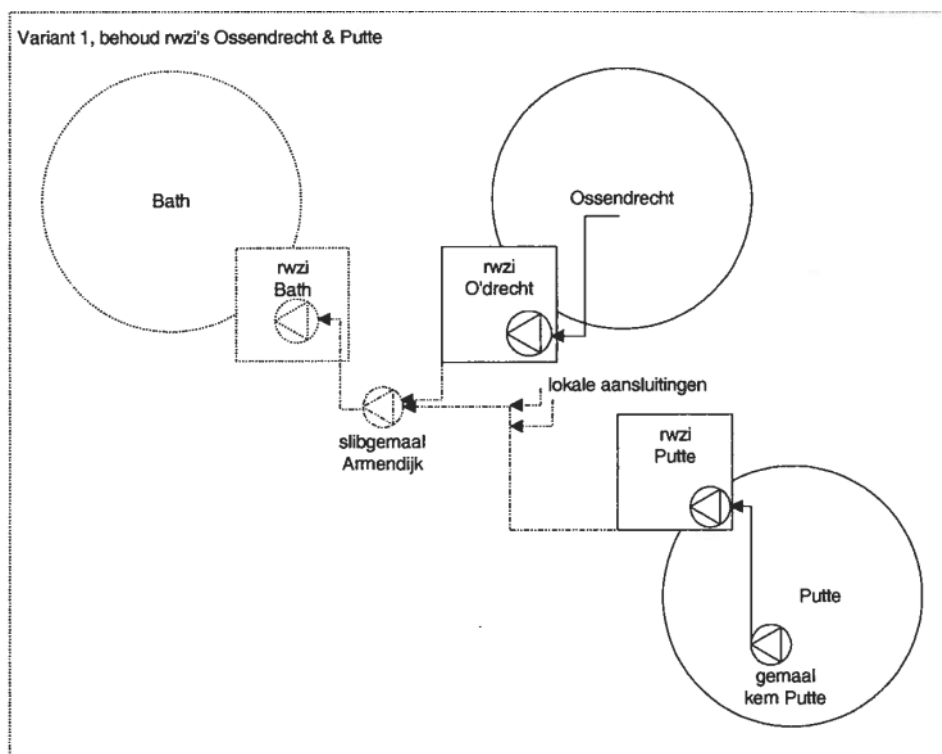 Variant 1, behoud rwzi's Ossendrecht & Putte
Bath
Ossendrecht
rwzi
Bath
rwzi
O'drecht
lokale aansluitingen
slibgemaal
Armendijk
rwzi
Putte
Putte
gemaal
kern Putte